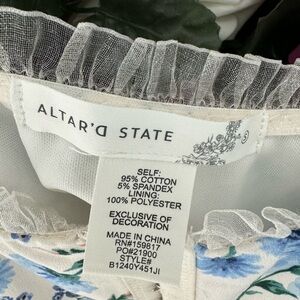 ALTAR'D STATE
SELF:
95% COTTON
5% SPANDEX
LINING:
100% POLYESTER
EXCLUSIVE OF
DECORATION
MADE IN CHINA
RN#159817
PO#21900
STYLE#
B1240Y451JI